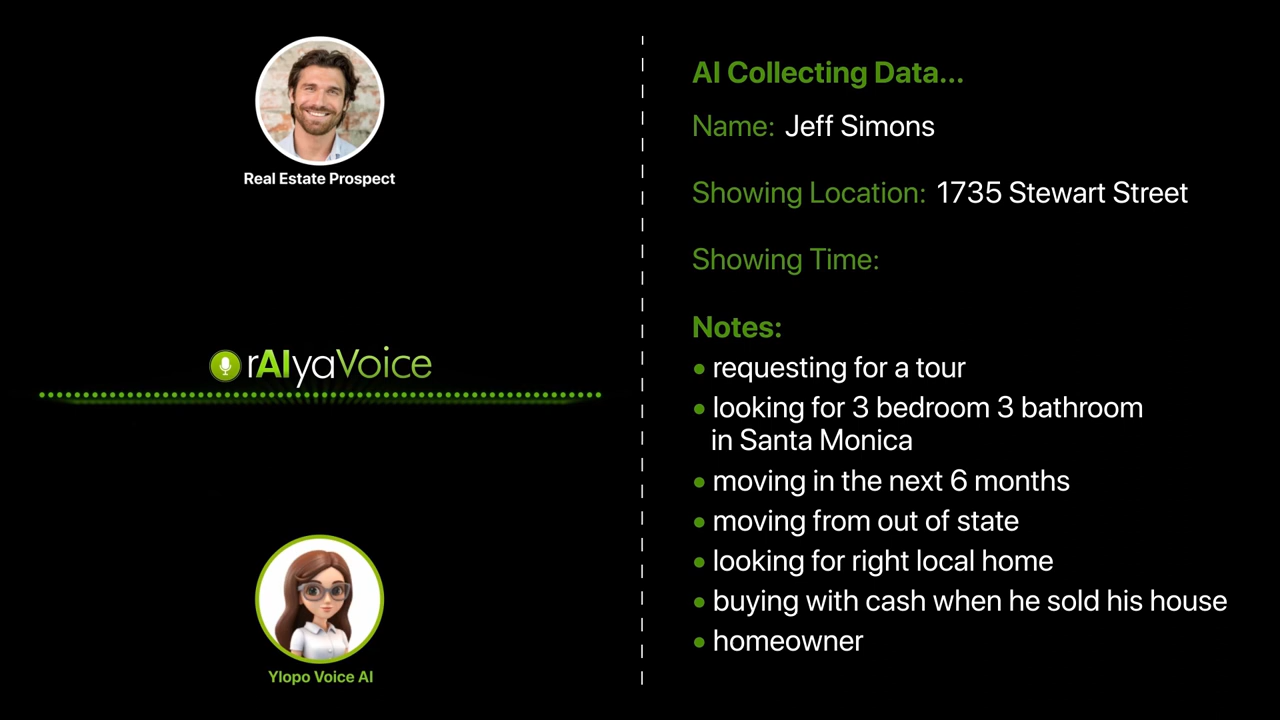 Real Estate Prospect
rAIyaVoice
Ylopo Voice AI
AI Collecting Data...
Name: Jeff Simons
Showing Location: 1735 Stewart Street
Showing Time:
Notes:
• requesting for a tour
• looking for 3 bedroom 3 bathroom
in Santa Monica
• moving in the next 6 months
• moving from out of state
• looking for right local home
• buying with cash when he sold his house
• homeowner